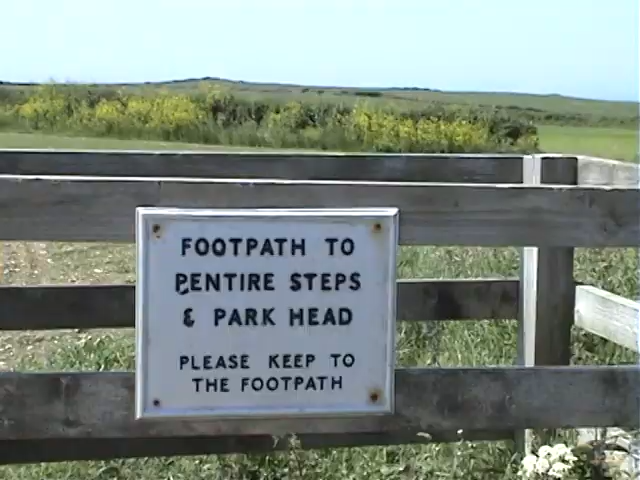 FOOTPATH TO
PENTIRE STEPS
& PARK HEAD
PLEASE KEEP TO
THE FOOTPATH